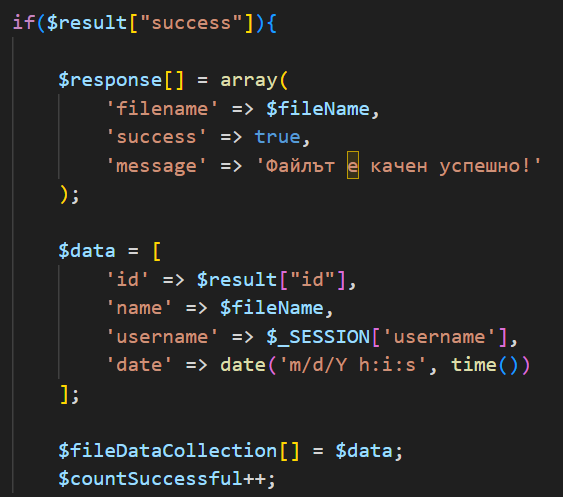 if($result["success"]){
$response[] = array(
'filename' => $fileName,
'success' => true,
'message' => 'Файлът е качен успешно!'
);
$data = [
'id' => $result["id"],
'name' => $fileName,
'username' => $_SESSION['username'],
'date' => date('m/d/Y h:i:s', time())
];
$fileDataCollection[] = $data;
$countSuccessful++;